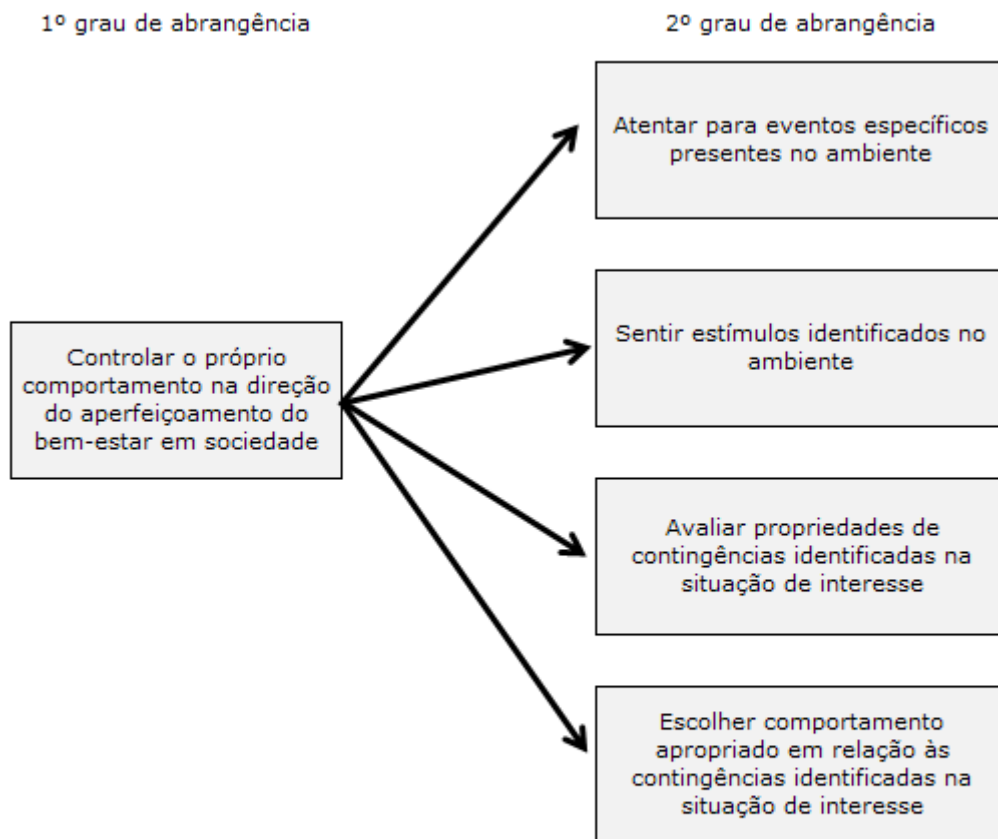 1º grau de abrangência
2º grau de abrangência
Atentar para eventos específicos
presentes no ambiente
Sentir estímulos identificados no
ambiente
Controlar o próprio
comportamento na direção
do aperfeiçoamento do
bem-estar em sociedade
Avaliar propriedades de
contingências identificadas na
situação de interesse
Escolher comportamento
apropriado em relação às
contingências identificadas na
situação de interesse